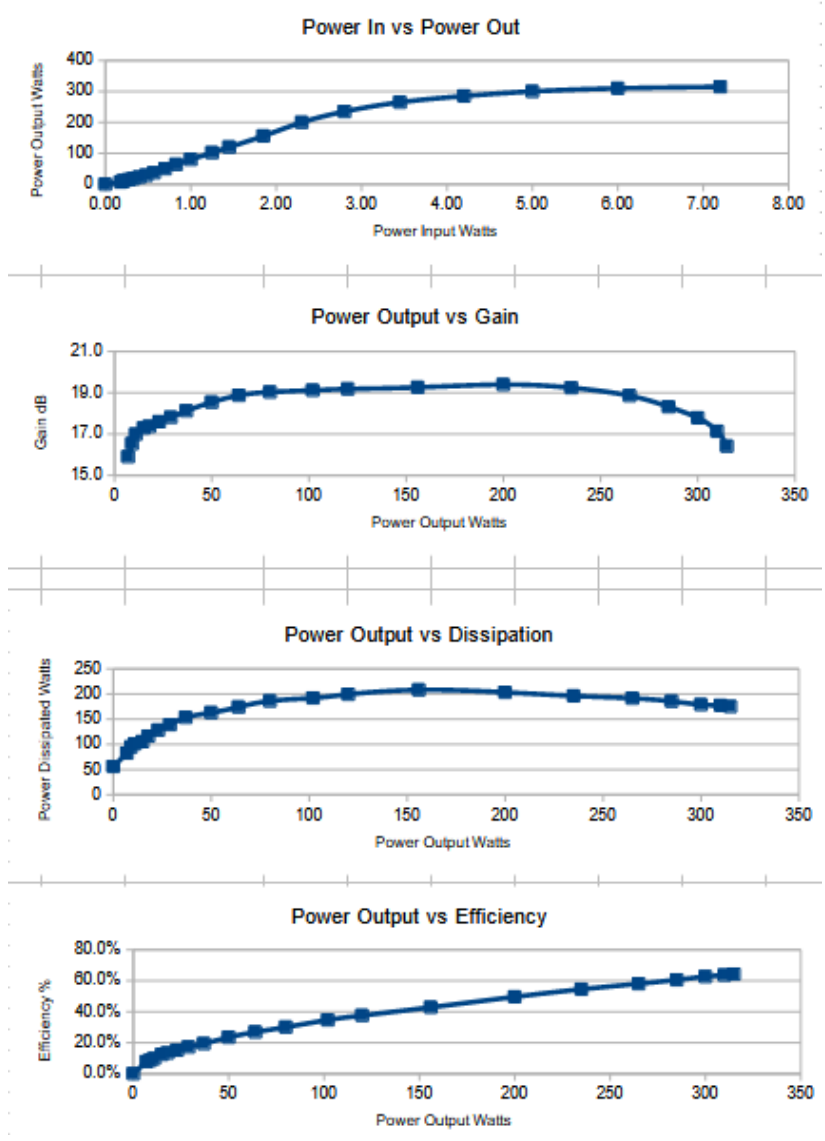 Power In vs Power Out
400
300
200
100
0
Power Output Watts
0.00 1.00 2.00 3.00 4.00 5.00 6.00 7.00 8.00
Power Input Watts
Power Output vs Gain
21.0
19.0
17.0
15.0
Gain dB
0 50 100 150 200 250 300 350
Power Output Watts
Power Output vs Dissipation
250
200
150
100
50
0
Power Dissipated Watts
0 50 100 150 200 250 300 350
Power Output Watts
Power Output vs Efficiency
80.0%
60.0%
40.0%
20.0%
0.0%
Efficiency %
0 50 100 150 200 250 300 350
Power Output Watts